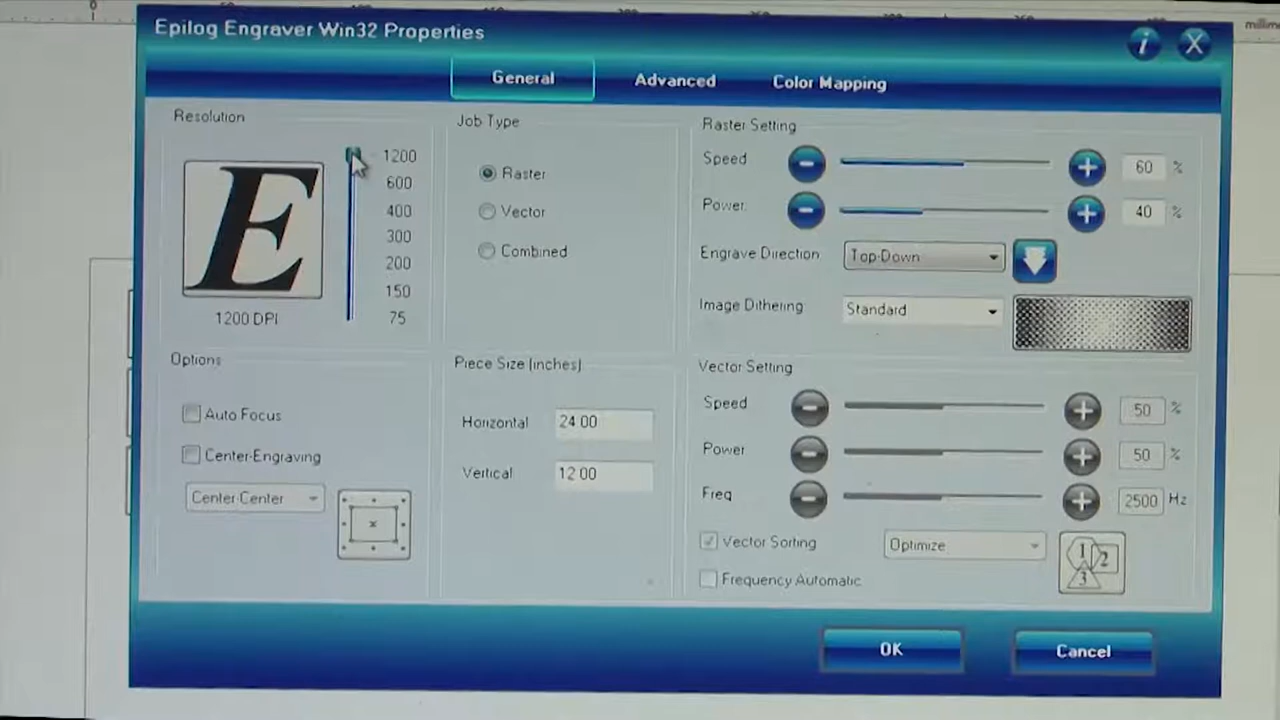 Epilog Engraver Win32 Properties
i X
General Advanced Color Mapping
Resolution
E
1200 DPI
1200
600
400
300
200
150
75
Job Type
Raster
Vector
Combined
Raster Setting
Speed - + 60 %
Power - + 40 %
Engrave Direction Top-Down
Image Dithering Standard
Options
Auto Focus
Center-Engraving
Center-Center
Piece Size (inches)
Horizontal 24.00
Vertical 12.00
Vector Setting
Speed - + 50 %
Power - + 50 %
Freq - + 2500 Hz
Vector Sorting Optimize
1 2
3
Frequency Automatic
OK Cancel